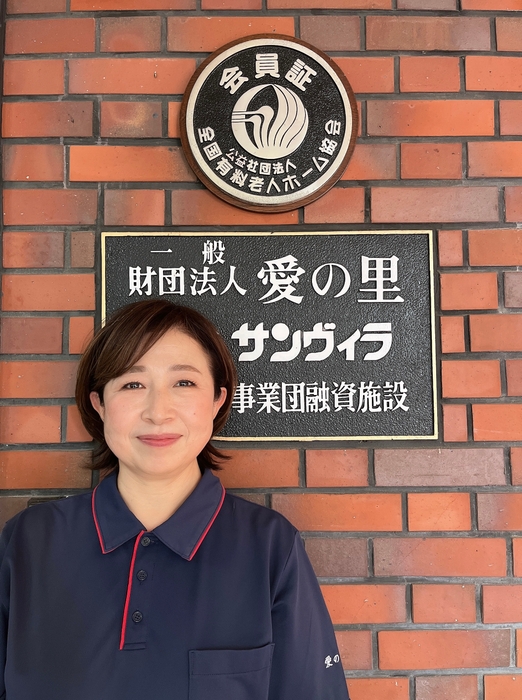 会員証
公益社団法人
全国有料老人ホーム協会
一般
財団法人 愛の里
サンヴィラ
事業団融資施設
愛の